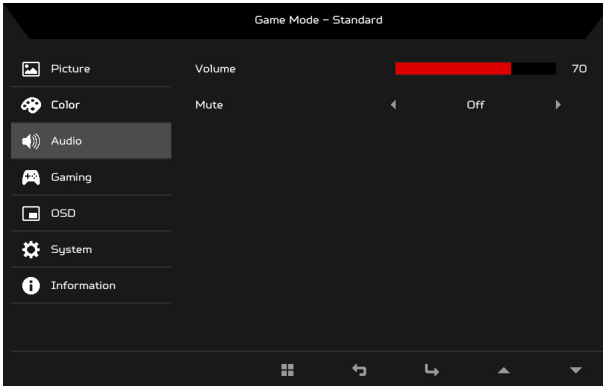 Game Mode – Standard
Picture
Volume 70
Color
Mute Off
Audio
Gaming
OSD
System
Information